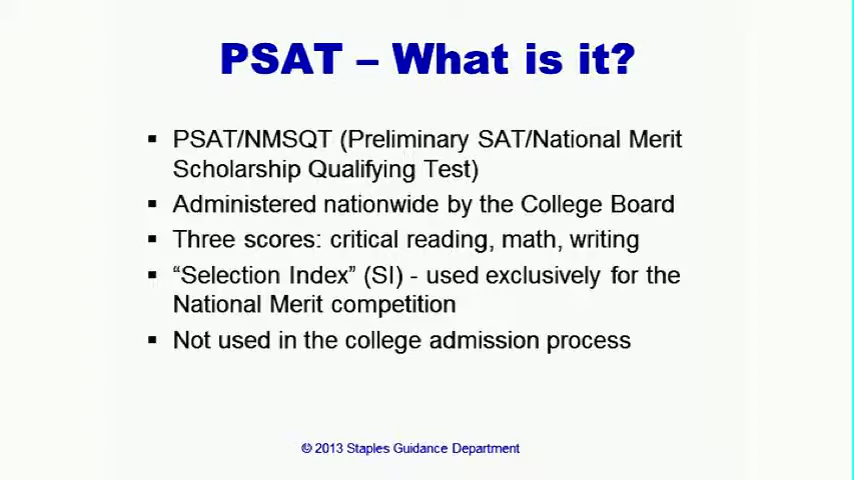 PSAT – What is it?
▪ PSAT/NMSQT (Preliminary SAT/National Merit
Scholarship Qualifying Test)
▪ Administered nationwide by the College Board
▪ Three scores: critical reading, math, writing
▪ “Selection Index” (SI) - used exclusively for the
National Merit competition
▪ Not used in the college admission process
© 2013 Staples Guidance Department